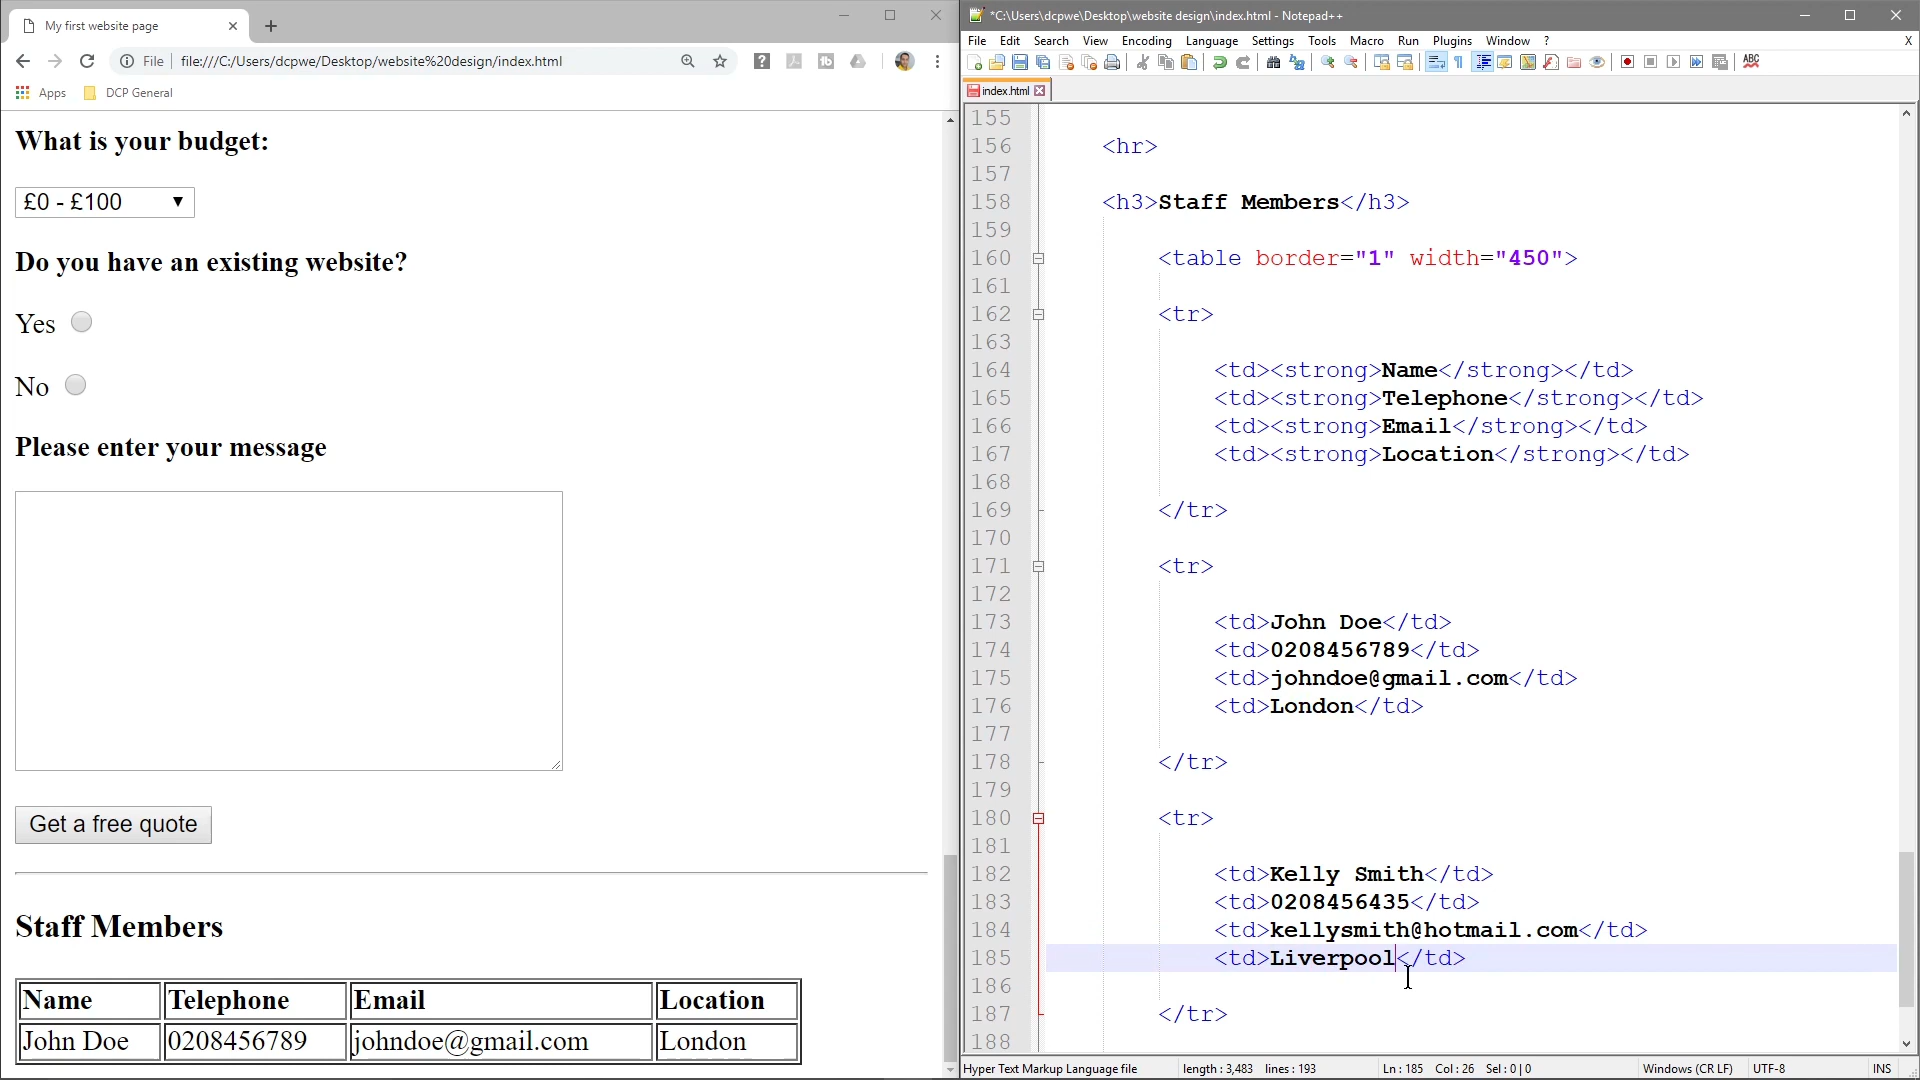 My first website page
File
file:///C:/Users/dcpwe/Desktop/website%20design/index.html
Apps
DCP General
What is your budget:
£0 - £100
Do you have an existing website?
Yes
No
Please enter your message
Get a free quote
Staff Members
Name Telephone Email Location
John Doe 0208456789 johndoe@gmail.com London
*C:\Users\dcpwe\Desktop\website design\index.html - Notepad++
File Edit Search View Encoding Language Settings Tools Macro Run Plugins Window ? X
ABC
index.html
155
156 <hr>
157
158 <h3>Staff Members</h3>
159
160 <table border="1" width="450">
161
162 <tr>
163
164 <td><strong>Name</strong></td>
165 <td><strong>Telephone</strong></td>
166 <td><strong>Email</strong></td>
167 <td><strong>Location</strong></td>
168
169 </tr>
170
171 <tr>
172
173 <td>John Doe</td>
174 <td>0208456789</td>
175 <td>johndoe@gmail.com</td>
176 <td>London</td>
177
178 </tr>
179
180 <tr>
181
182 <td>Kelly Smith</td>
183 <td>0208456435</td>
184 <td>kellysmith@hotmail.com</td>
185 <td>Liverpool</td>
186
187 </tr>
188
Hyper Text Markup Language file length : 3,483 lines : 193 Ln : 185 Col : 26 Sel : 0 | 0 Windows (CR LF) UTF-8 INS